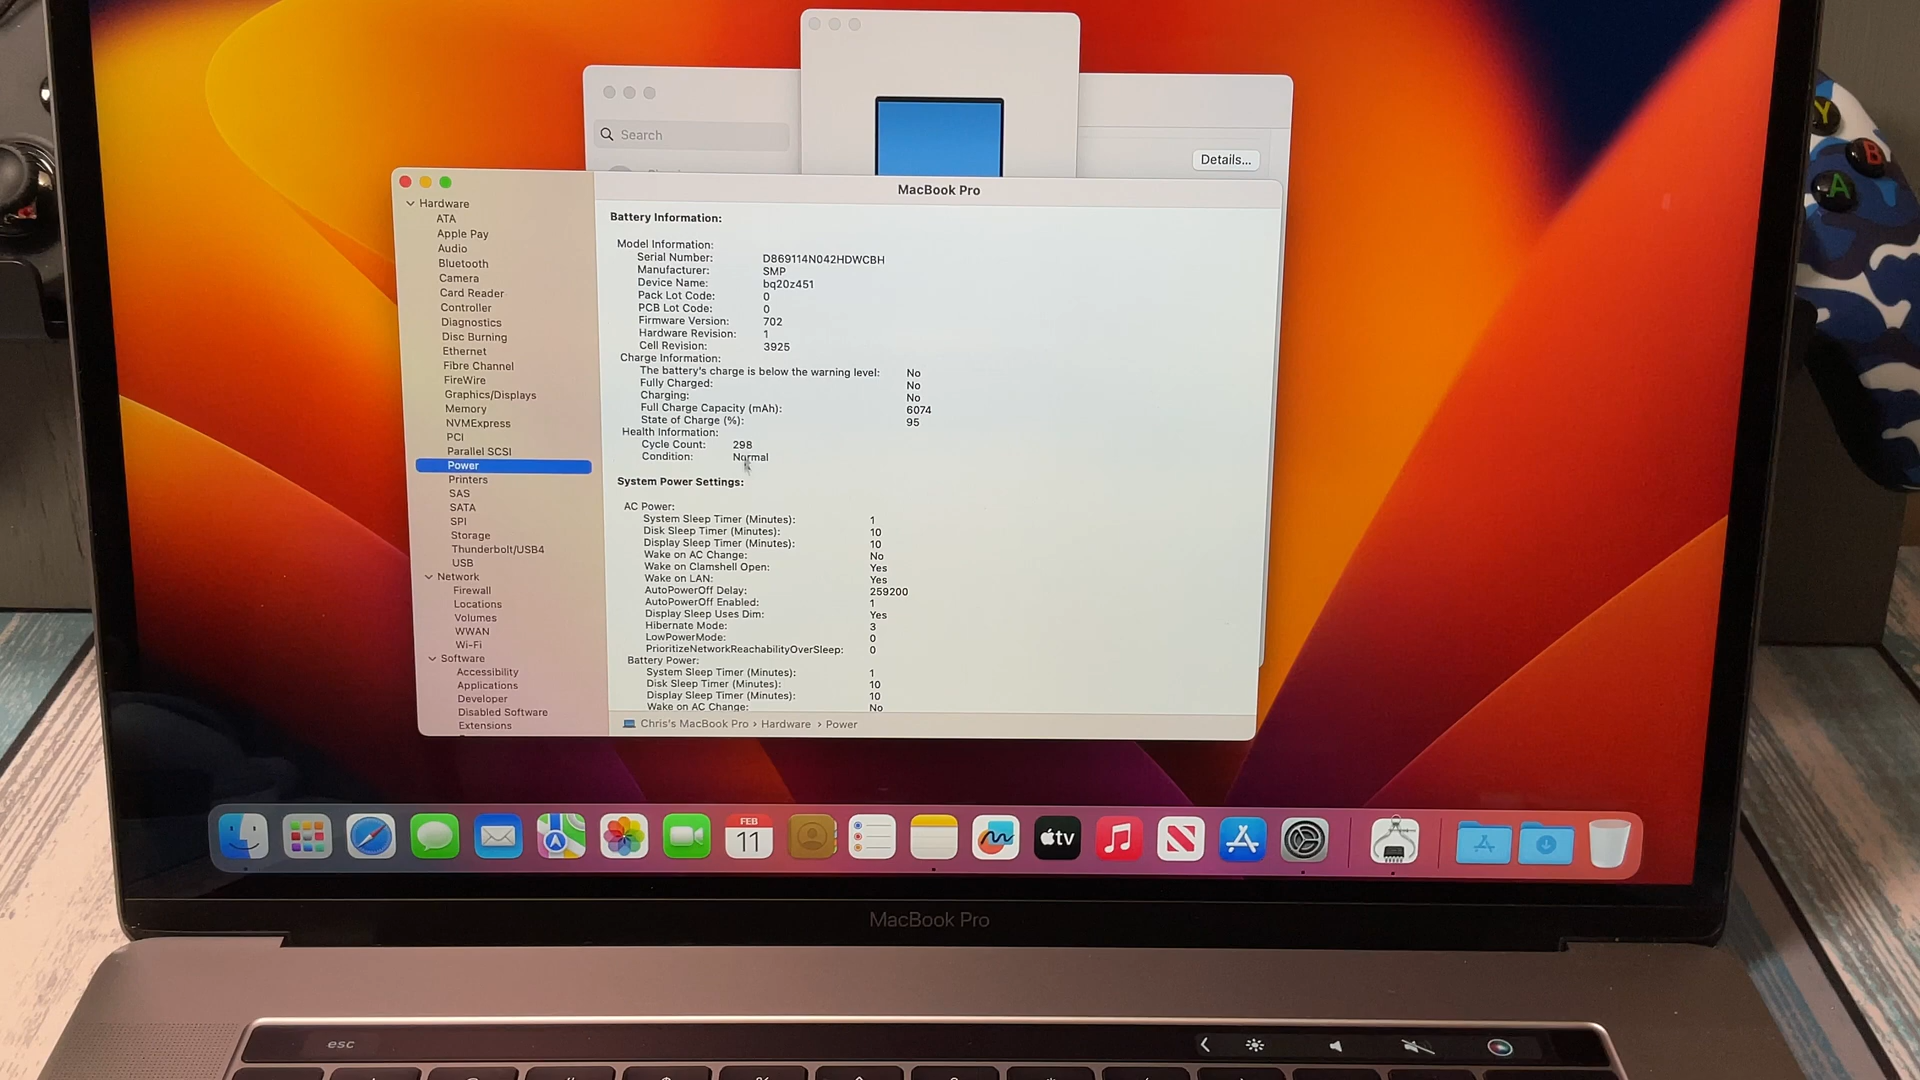 Search
Details...
MacBook Pro
Hardware
ATA
Apple Pay
Audio
Bluetooth
Camera
Card Reader
Controller
Diagnostics
Disc Burning
Ethernet
Fibre Channel
FireWire
Graphics/Displays
Memory
NVMExpress
PCI
Parallel SCSI
Power
Printers
SAS
SATA
SPI
Storage
Thunderbolt/USB4
USB
Network
Firewall
Locations
Volumes
WWAN
Wi-Fi
Software
Accessibility
Applications
Developer
Disabled Software
Extensions
Battery Information:
Model Information:
Serial Number: D869114N042HDWCBH
Manufacturer: SMP
Device Name: bq20z451
Pack Lot Code: 0
PCB Lot Code: 0
Firmware Version: 702
Hardware Revision: 1
Cell Revision: 3925
Charge Information:
The battery's charge is below the warning level: No
Fully Charged: No
Charging: No
Full Charge Capacity (mAh): 6074
State of Charge (%): 95
Health Information:
Cycle Count: 298
Condition: Normal
System Power Settings:
AC Power:
System Sleep Timer (Minutes): 1
Disk Sleep Timer (Minutes): 10
Display Sleep Timer (Minutes): 10
Wake on AC Change: No
Wake on Clamshell Open: Yes
Wake on LAN: Yes
AutoPowerOff Delay: 259200
AutoPowerOff Enabled: 1
Display Sleep Uses Dim: Yes
Hibernate Mode: 3
LowPowerMode: 0
PrioritizeNetworkReachabilityOverSleep: 0
Battery Power:
System Sleep Timer (Minutes): 1
Disk Sleep Timer (Minutes): 10
Display Sleep Timer (Minutes): 10
Wake on AC Change: No
Chris's MacBook Pro › Hardware › Power
FEB
11
tv
MacBook Pro
esc
Y
B
A